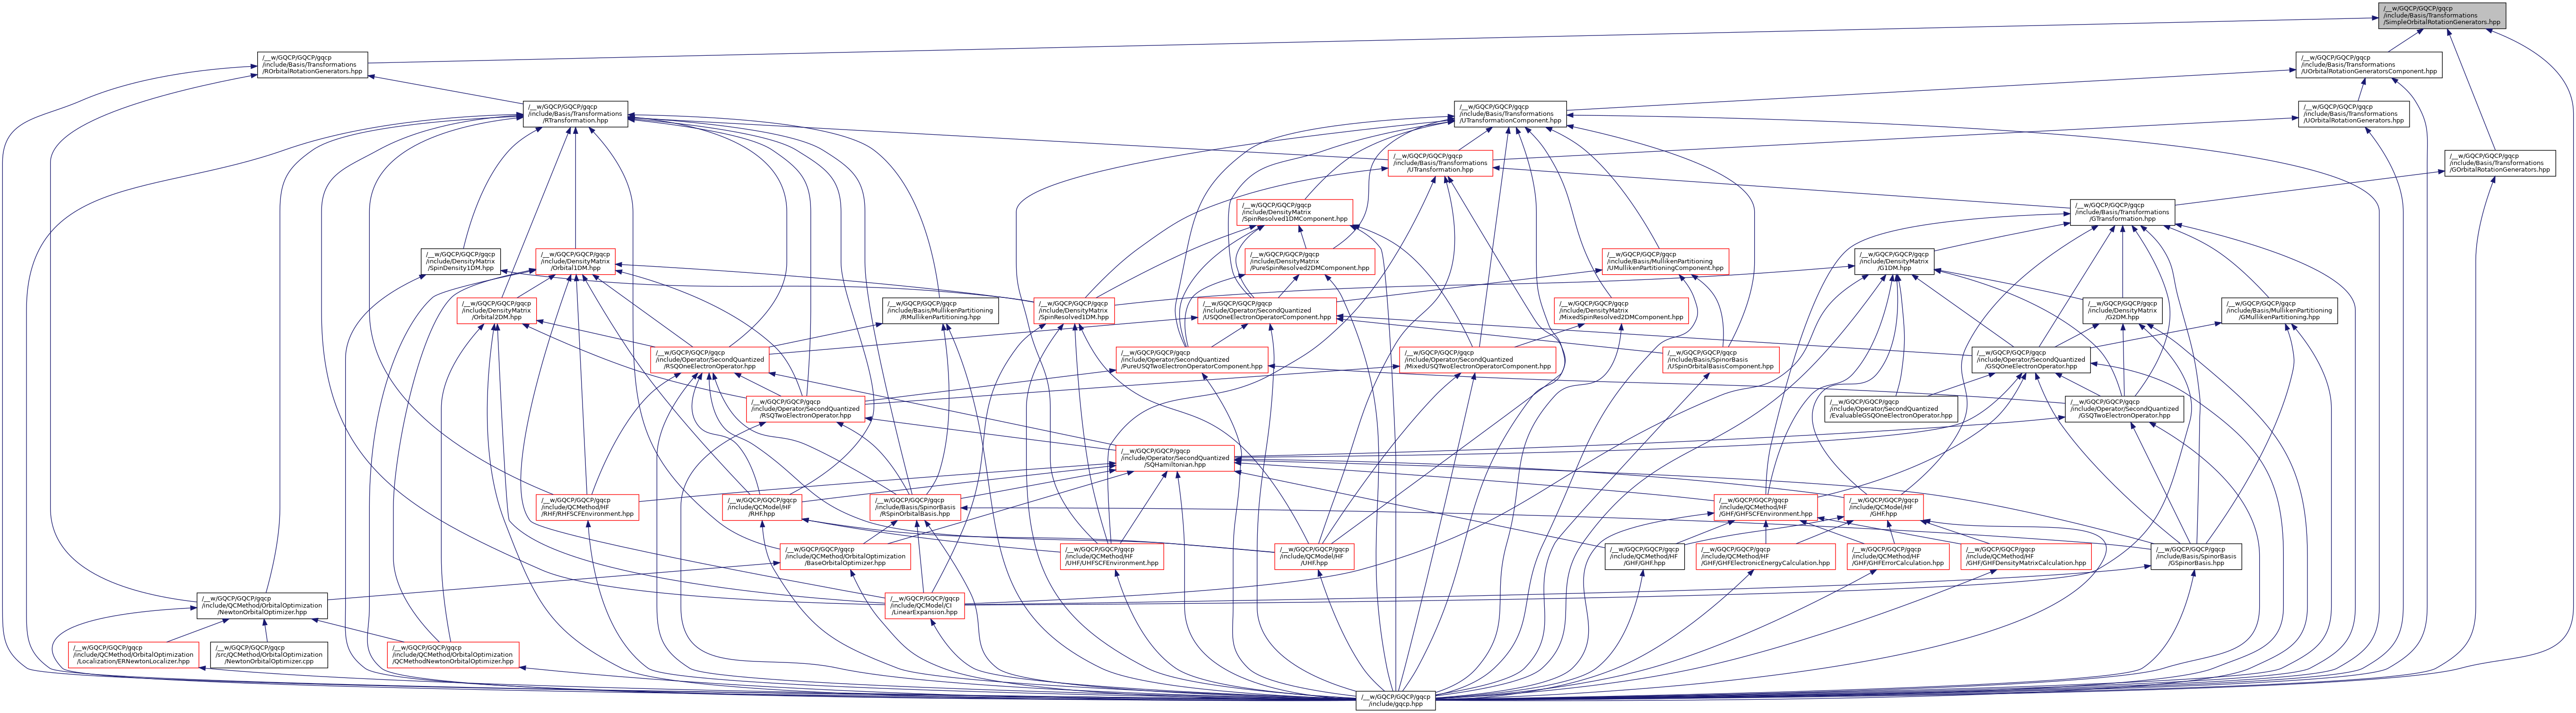 /__w/GQCP/GQCP/gqcp
/include/Basis/Transformations
/SimpleOrbitalRotationGenerators.hpp
/__w/GQCP/GQCP/gqcp
/include/Basis/Transformations
/ROrbitalRotationGenerators.hpp
/__w/GQCP/GQCP/gqcp
/include/Basis/Transformations
/UOrbitalRotationGeneratorsComponent.hpp
/__w/GQCP/GQCP/gqcp
/include/Basis/Transformations
/RTransformation.hpp
/__w/GQCP/GQCP/gqcp
/include/Basis/Transformations
/UTransformationComponent.hpp
/__w/GQCP/GQCP/gqcp
/include/Basis/Transformations
/UOrbitalRotationGenerators.hpp
/__w/GQCP/GQCP/gqcp
/include/Basis/Transformations
/UTransformation.hpp
/__w/GQCP/GQCP/gqcp
/include/Basis/Transformations
/GOrbitalRotationGenerators.hpp
/__w/GQCP/GQCP/gqcp
/include/DensityMatrix
/SpinResolved1DMComponent.hpp
/__w/GQCP/GQCP/gqcp
/include/Basis/Transformations
/GTransformation.hpp
/__w/GQCP/GQCP/gqcp
/include/DensityMatrix
/SpinDensity1DM.hpp
/__w/GQCP/GQCP/gqcp
/include/DensityMatrix
/Orbital1DM.hpp
/__w/GQCP/GQCP/gqcp
/include/DensityMatrix
/PureSpinResolved2DMComponent.hpp
/__w/GQCP/GQCP/gqcp
/include/Basis/MullikenPartitioning
/UMullikenPartitioningComponent.hpp
/__w/GQCP/GQCP/gqcp
/include/DensityMatrix
/G1DM.hpp
/__w/GQCP/GQCP/gqcp
/include/DensityMatrix
/Orbital2DM.hpp
/__w/GQCP/GQCP/gqcp
/include/Basis/MullikenPartitioning
/RMullikenPartitioning.hpp
/__w/GQCP/GQCP/gqcp
/include/DensityMatrix
/SpinResolved1DM.hpp
/__w/GQCP/GQCP/gqcp
/include/Operator/SecondQuantized
/USQOneElectronOperatorComponent.hpp
/__w/GQCP/GQCP/gqcp
/include/DensityMatrix
/MixedSpinResolved2DMComponent.hpp
/__w/GQCP/GQCP/gqcp
/include/DensityMatrix
/G2DM.hpp
/__w/GQCP/GQCP/gqcp
/include/Basis/MullikenPartitioning
/GMullikenPartitioning.hpp
/__w/GQCP/GQCP/gqcp
/include/Operator/SecondQuantized
/RSQOneElectronOperator.hpp
/__w/GQCP/GQCP/gqcp
/include/Operator/SecondQuantized
/PureUSQTwoElectronOperatorComponent.hpp
/__w/GQCP/GQCP/gqcp
/include/Operator/SecondQuantized
/MixedUSQTwoElectronOperatorComponent.hpp
/__w/GQCP/GQCP/gqcp
/include/Basis/SpinorBasis
/USpinOrbitalBasisComponent.hpp
/__w/GQCP/GQCP/gqcp
/include/Operator/SecondQuantized
/GSQOneElectronOperator.hpp
/__w/GQCP/GQCP/gqcp
/include/Operator/SecondQuantized
/RSQTwoElectronOperator.hpp
/__w/GQCP/GQCP/gqcp
/include/Operator/SecondQuantized
/EvaluableGSQOneElectronOperator.hpp
/__w/GQCP/GQCP/gqcp
/include/Operator/SecondQuantized
/GSQTwoElectronOperator.hpp
/__w/GQCP/GQCP/gqcp
/include/Operator/SecondQuantized
/SQHamiltonian.hpp
/__w/GQCP/GQCP/gqcp
/include/QCMethod/HF
/RHF/RHFSCFEnvironment.hpp
/__w/GQCP/GQCP/gqcp
/include/QCModel/HF
/RHF.hpp
/__w/GQCP/GQCP/gqcp
/include/Basis/SpinorBasis
/RSpinOrbitalBasis.hpp
/__w/GQCP/GQCP/gqcp
/include/QCMethod/HF
/GHF/GHFSCFEnvironment.hpp
/__w/GQCP/GQCP/gqcp
/include/QCModel/HF
/GHF.hpp
/__w/GQCP/GQCP/gqcp
/include/QCMethod/OrbitalOptimization
/BaseOrbitalOptimizer.hpp
/__w/GQCP/GQCP/gqcp
/include/QCMethod/HF
/UHF/UHFSCFEnvironment.hpp
/__w/GQCP/GQCP/gqcp
/include/QCModel/HF
/UHF.hpp
/__w/GQCP/GQCP/gqcp
/include/QCMethod/HF
/GHF/GHF.hpp
/__w/GQCP/GQCP/gqcp
/include/QCMethod/HF
/GHF/GHFElectronicEnergyCalculation.hpp
/__w/GQCP/GQCP/gqcp
/include/QCMethod/HF
/GHF/GHFErrorCalculation.hpp
/__w/GQCP/GQCP/gqcp
/include/QCMethod/HF
/GHF/GHFDensityMatrixCalculation.hpp
/__w/GQCP/GQCP/gqcp
/include/Basis/SpinorBasis
/GSpinorBasis.hpp
/__w/GQCP/GQCP/gqcp
/include/QCMethod/OrbitalOptimization
/NewtonOrbitalOptimizer.hpp
/__w/GQCP/GQCP/gqcp
/include/QCModel/CI
/LinearExpansion.hpp
/__w/GQCP/GQCP/gqcp
/include/QCMethod/OrbitalOptimization
/Localization/ERNewtonLocalizer.hpp
/__w/GQCP/GQCP/gqcp
/src/QCMethod/OrbitalOptimization
/NewtonOrbitalOptimizer.cpp
/__w/GQCP/GQCP/gqcp
/include/QCMethod/OrbitalOptimization
/QCMethodNewtonOrbitalOptimizer.hpp
/__w/GQCP/GQCP/gqcp
/include/gqcp.hpp